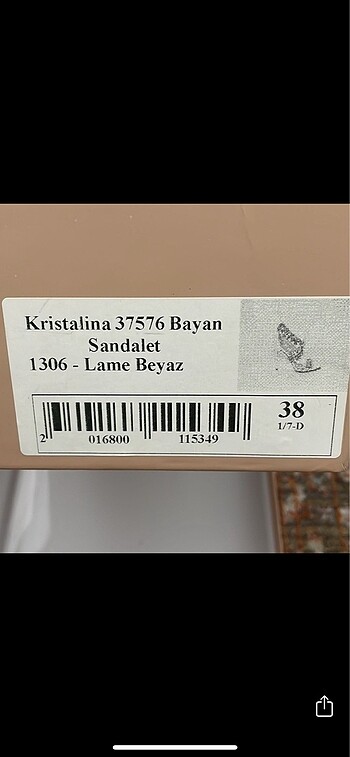 Kristalina 37576 Bayan
Sandalet
1306 - Lame Beyaz
38
1/7-D
2 016800 115349